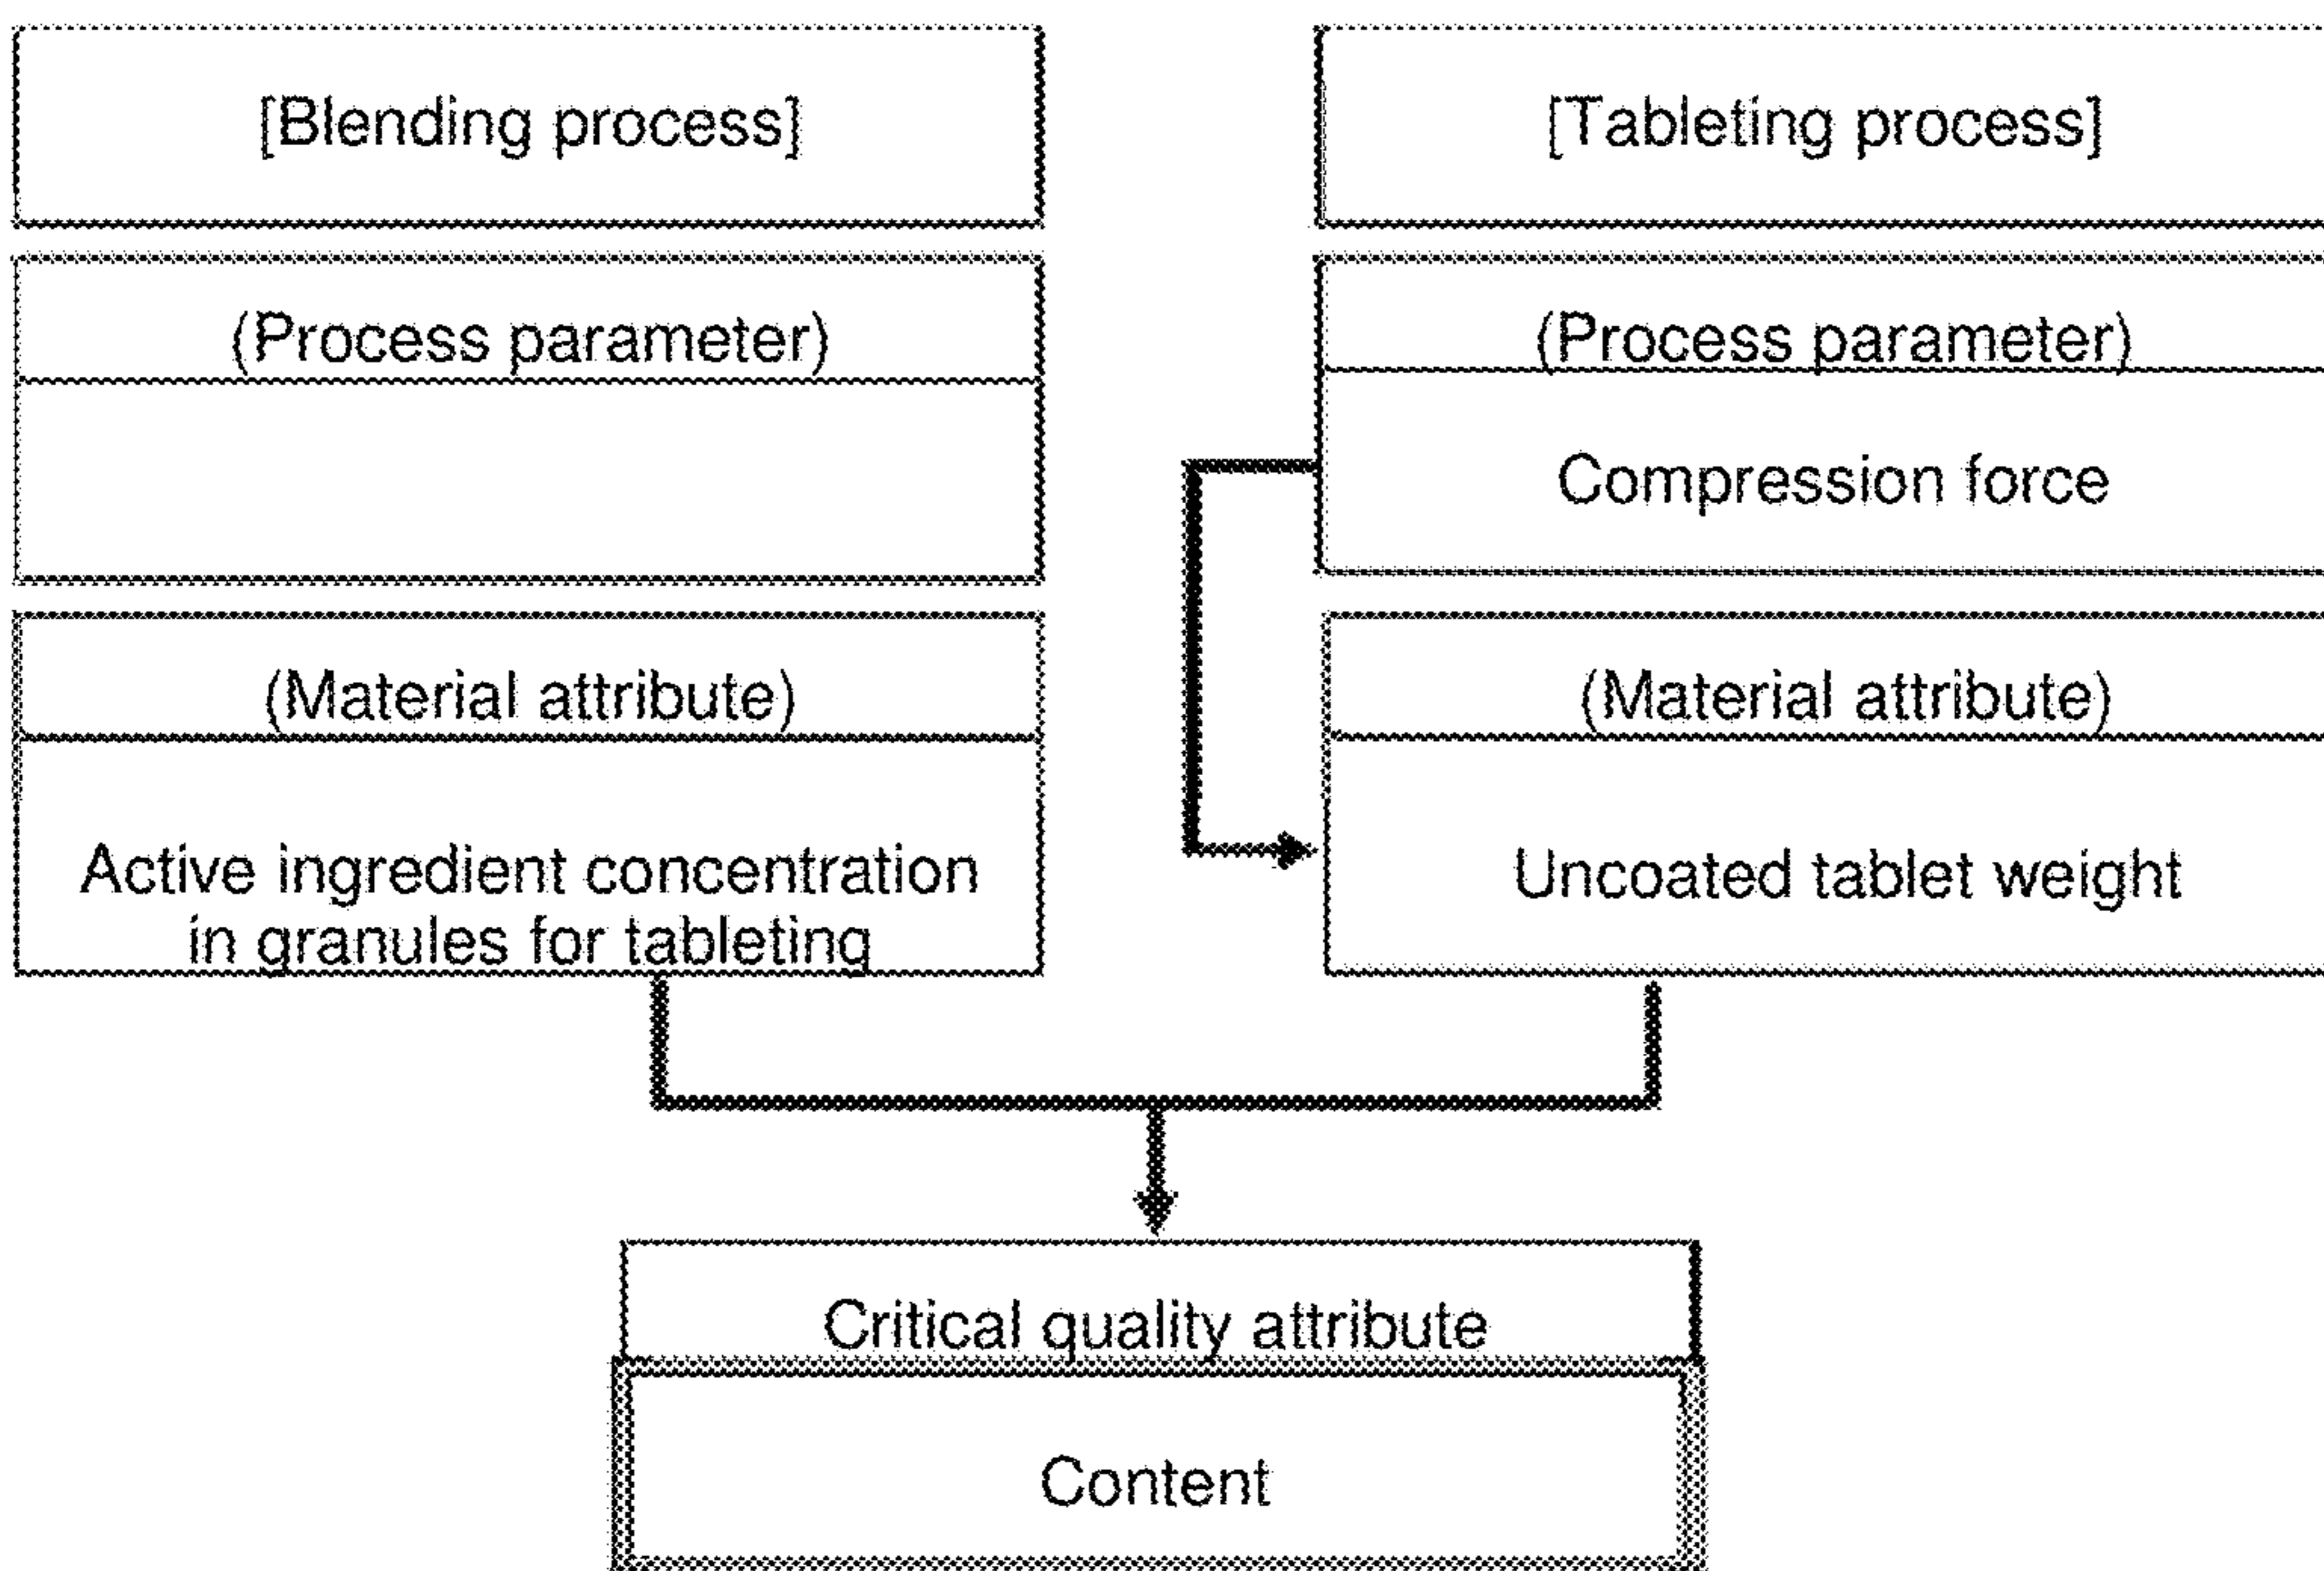 [Blending process]
(Process parameter)
(Material attribute)
Active ingredient concentration
in granules for tableting
[Tableting process]
(Process parameter)
Compression force
(Material attribute)
Uncoated tablet weight
Critical quality attribute
Content